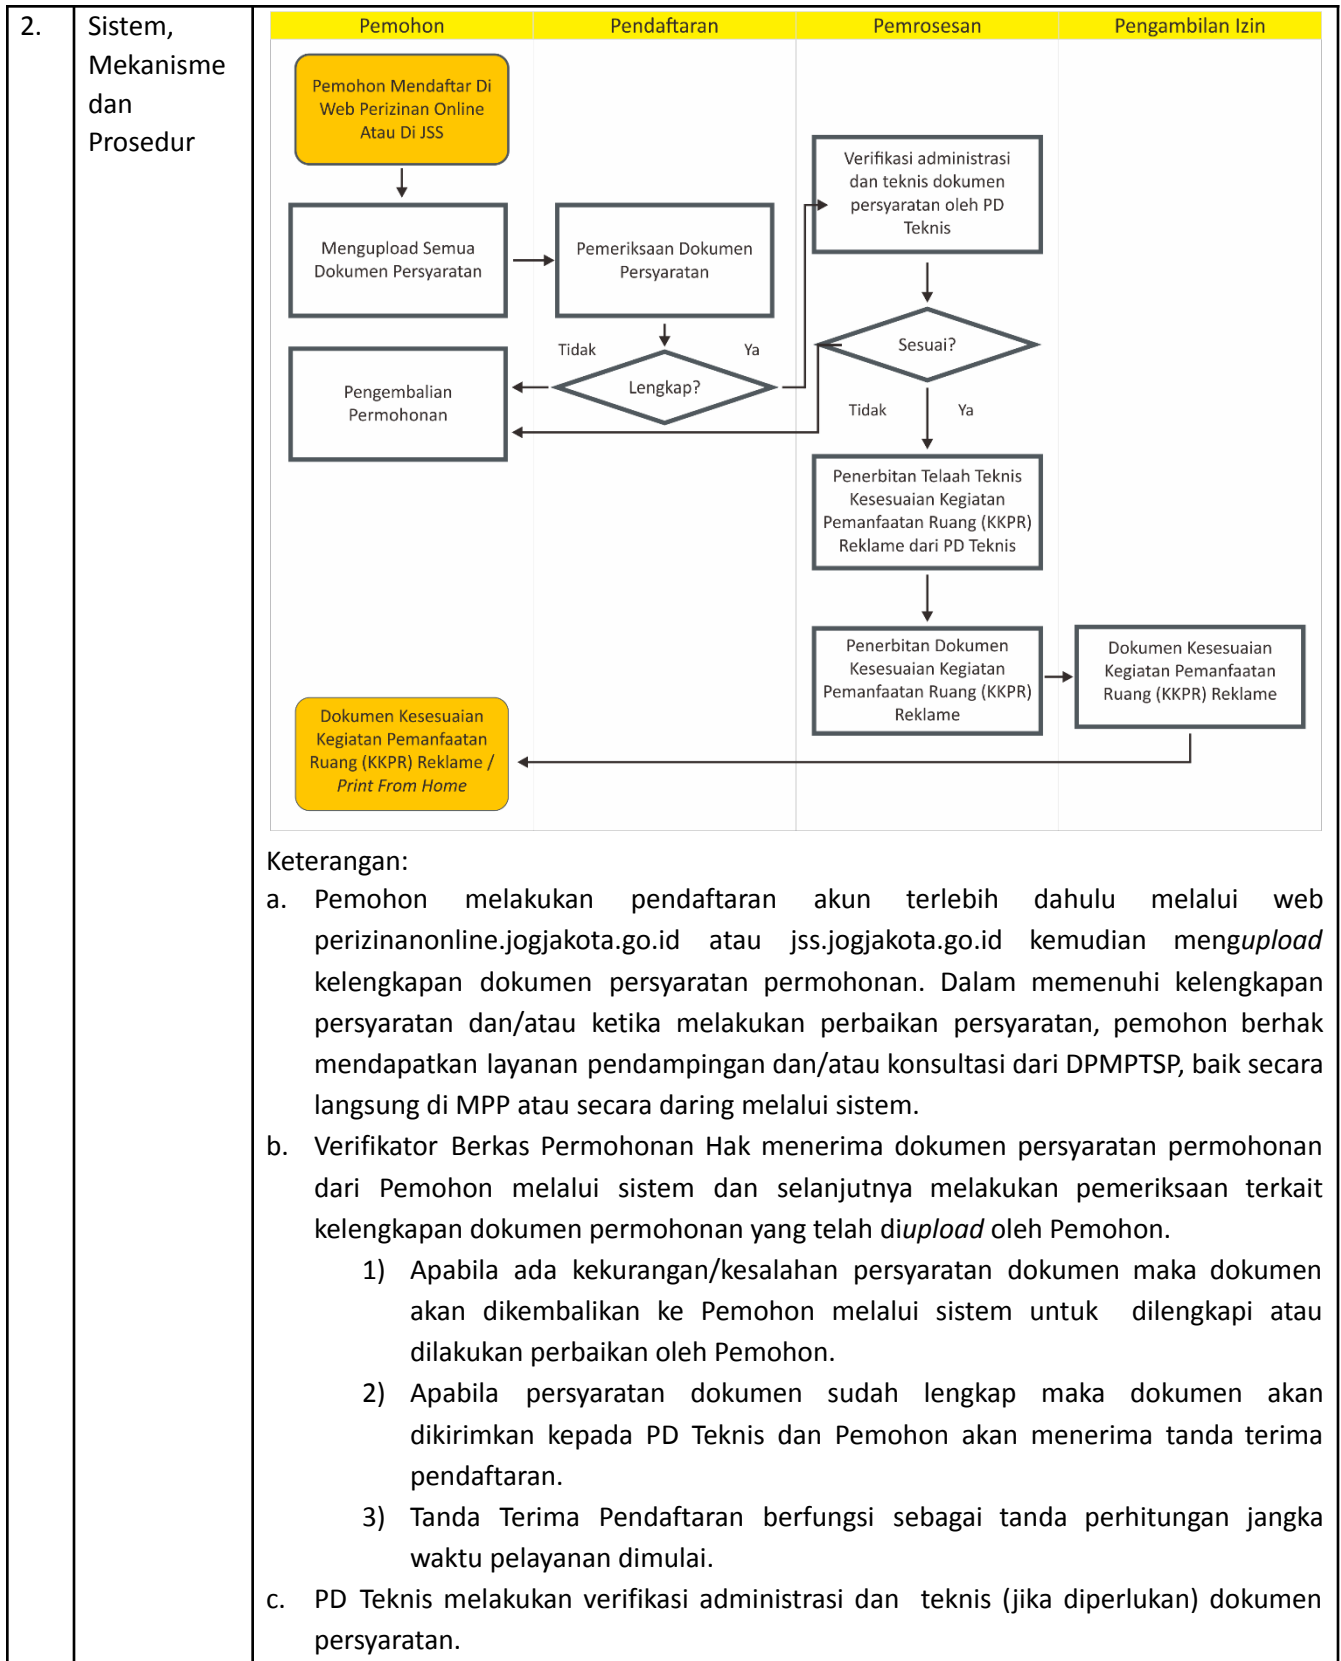 2.
Sistem,
Mekanisme
dan
Prosedur
Pemohon
Pendaftaran
Pemrosesan
Pengambilan Izin
Pemohon Mendaftar Di
Web Perizinan Online
Atau Di JSS
Mengupload Semua
Dokumen Persyaratan
Pemeriksaan Dokumen
Persyaratan
Verifikasi administrasi
dan teknis dokumen
persyaratan oleh PD
Teknis
Tidak
Ya
Lengkap?
Pengembalian
Permohonan
Sesuai?
Tidak
Ya
Penerbitan Telaah Teknis
Kesesuaian Kegiatan
Pemanfaatan Ruang (KKPR)
Reklame dari PD Teknis
Penerbitan Dokumen
Kesesuaian Kegiatan
Pemanfaatan Ruang (KKPR)
Reklame
Dokumen Kesesuaian
Kegiatan Pemanfaatan
Ruang (KKPR) Reklame
Dokumen Kesesuaian
Kegiatan Pemanfaatan
Ruang (KKPR) Reklame /
Print From Home
Keterangan:
a. Pemohon melakukan pendaftaran akun terlebih dahulu melalui web
perizinanonline.jogjakota.go.id atau jss.jogjakota.go.id kemudian mengupload
kelengkapan dokumen persyaratan permohonan. Dalam memenuhi kelengkapan
persyaratan dan/atau ketika melakukan perbaikan persyaratan, pemohon berhak
mendapatkan layanan pendampingan dan/atau konsultasi dari DPMPTSP, baik secara
langsung di MPP atau secara daring melalui sistem.
b. Verifikator Berkas Permohonan Hak menerima dokumen persyaratan permohonan
dari Pemohon melalui sistem dan selanjutnya melakukan pemeriksaan terkait
kelengkapan dokumen permohonan yang telah diupload oleh Pemohon.
1) Apabila ada kekurangan/kesalahan persyaratan dokumen maka dokumen
akan dikembalikan ke Pemohon melalui sistem untuk dilengkapi atau
dilakukan perbaikan oleh Pemohon.
2) Apabila persyaratan dokumen sudah lengkap maka dokumen akan
dikirimkan kepada PD Teknis dan Pemohon akan menerima tanda terima
pendaftaran.
3) Tanda Terima Pendaftaran berfungsi sebagai tanda perhitungan jangka
waktu pelayanan dimulai.
c. PD Teknis melakukan verifikasi administrasi dan teknis (jika diperlukan) dokumen
persyaratan.